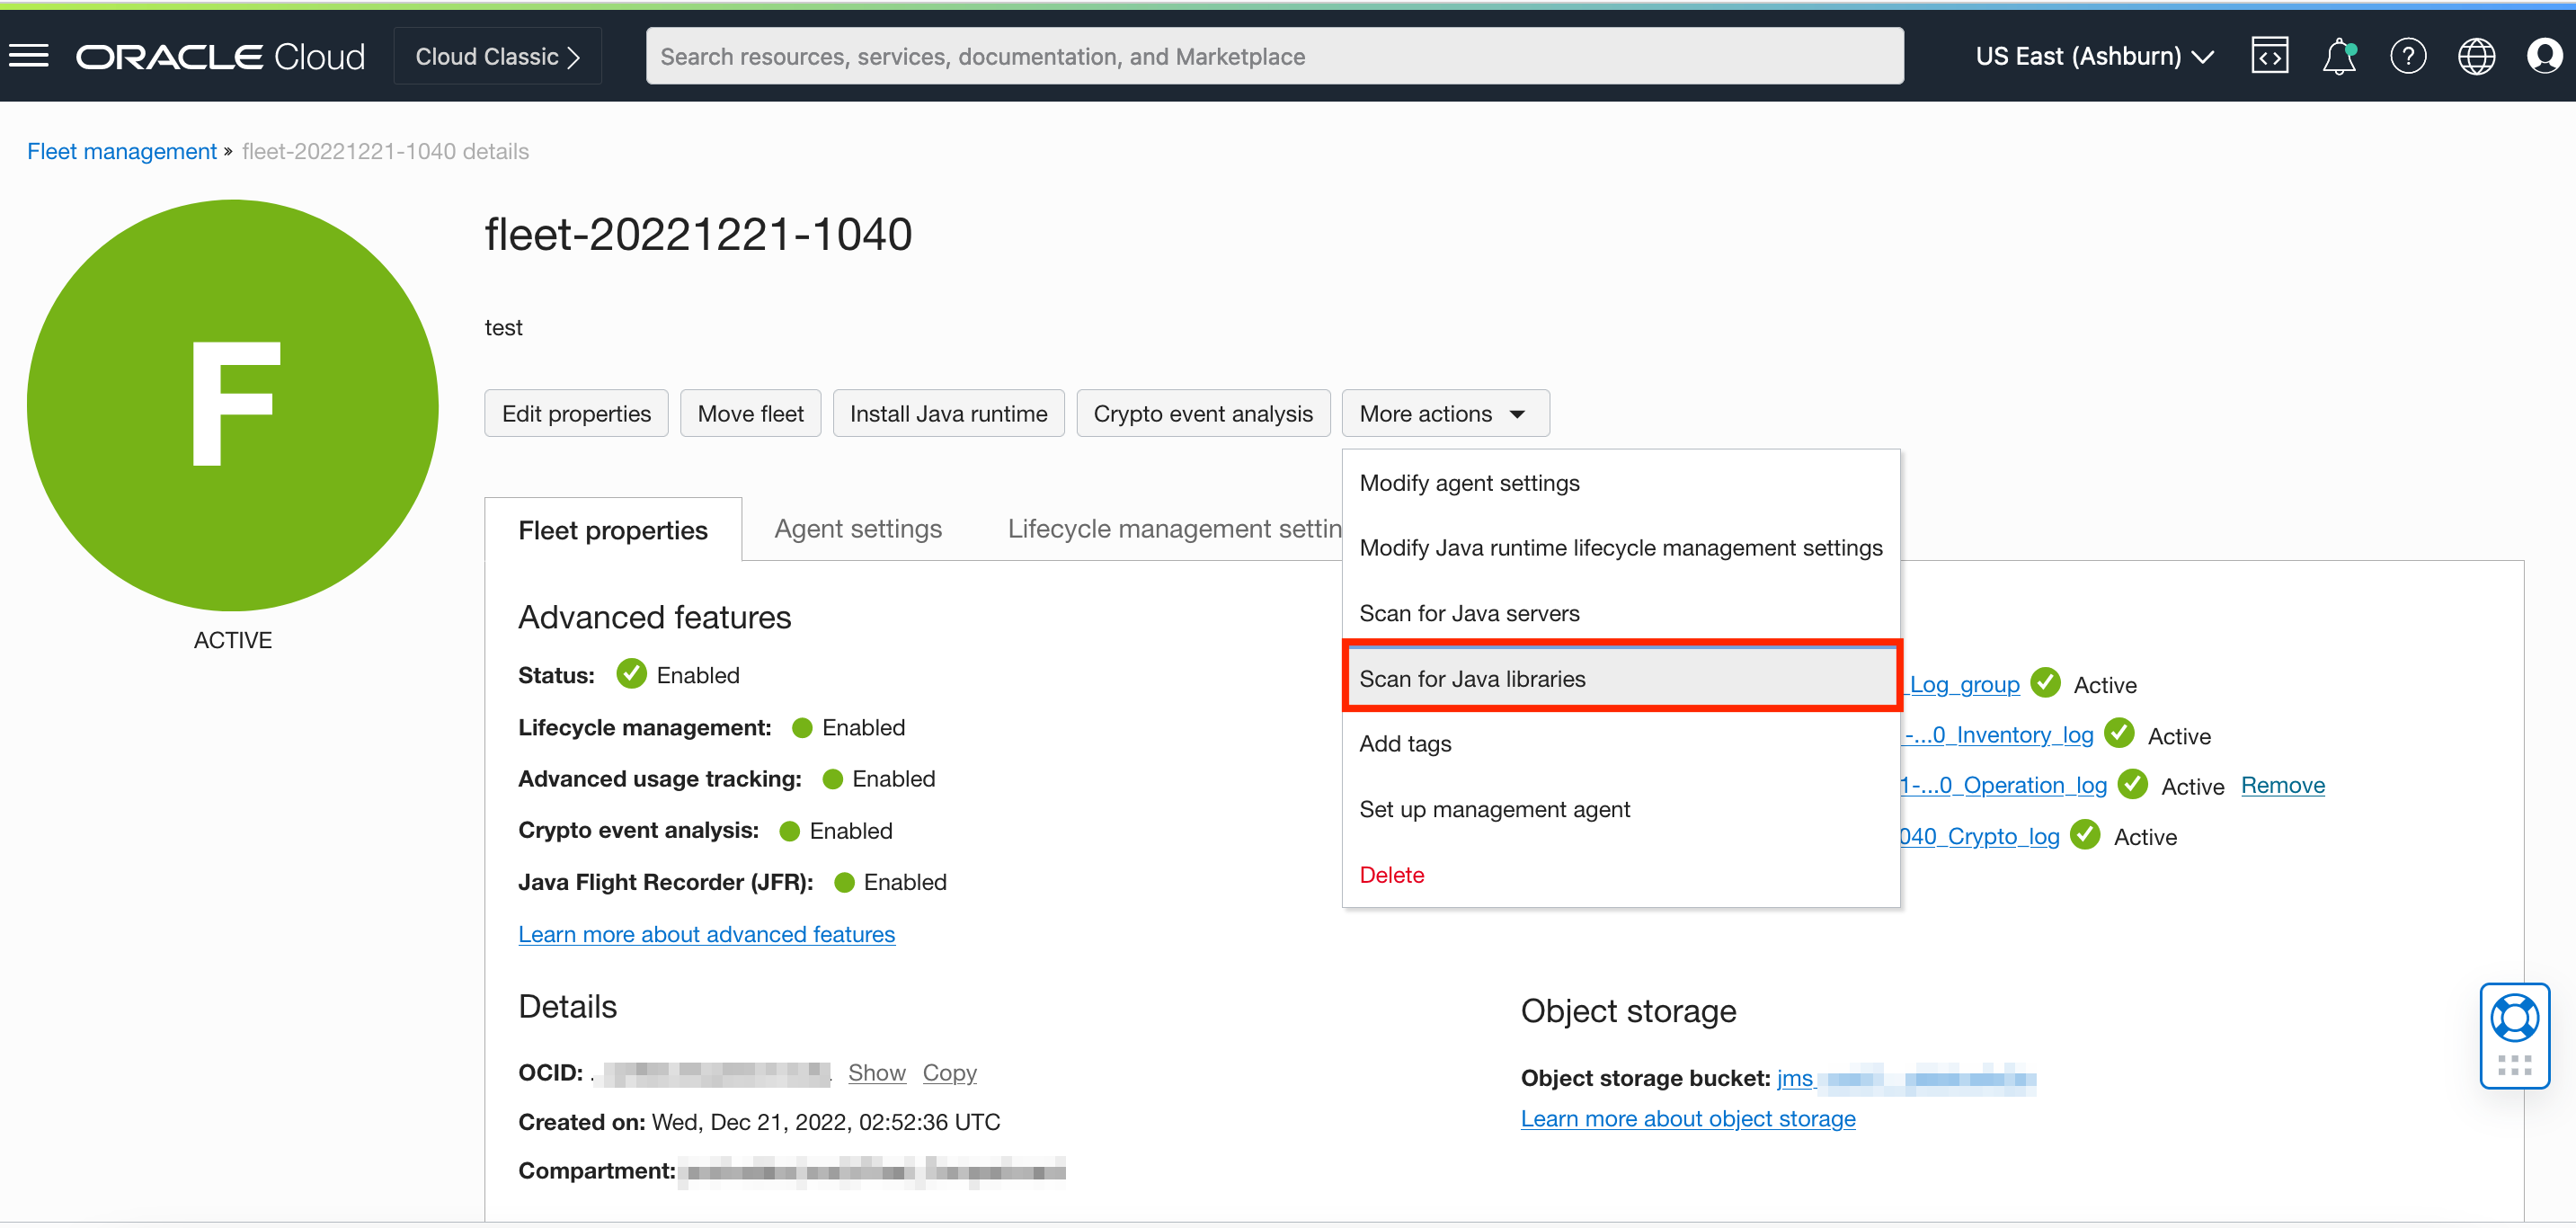 ORACLE Cloud
Cloud Classic
Search resources, services, documentation, and Marketplace
US East (Ashburn)
Fleet management » fleet-20221221-1040 details
F
ACTIVE
fleet-20221221-1040
test
Edit properties
Move fleet
Install Java runtime
Crypto event analysis
More actions
Modify agent settings
Modify Java runtime lifecycle management settings
Scan for Java servers
Scan for Java libraries
Add tags
Set up management agent
Delete
Fleet properties
Agent settings
Lifecycle management settin
Advanced features
Status: Enabled
Lifecycle management: Enabled
Advanced usage tracking: Enabled
Crypto event analysis: Enabled
Java Flight Recorder (JFR): Enabled
Learn more about advanced features
_Log_group Active
-...0_Inventory_log Active
1-...0_Operation_log Active Remove
040_Crypto_log Active
Details
OCID: Show Copy
Created on: Wed, Dec 21, 2022, 02:52:36 UTC
Compartment:
Object storage
Object storage bucket: jms_
Learn more about object storage